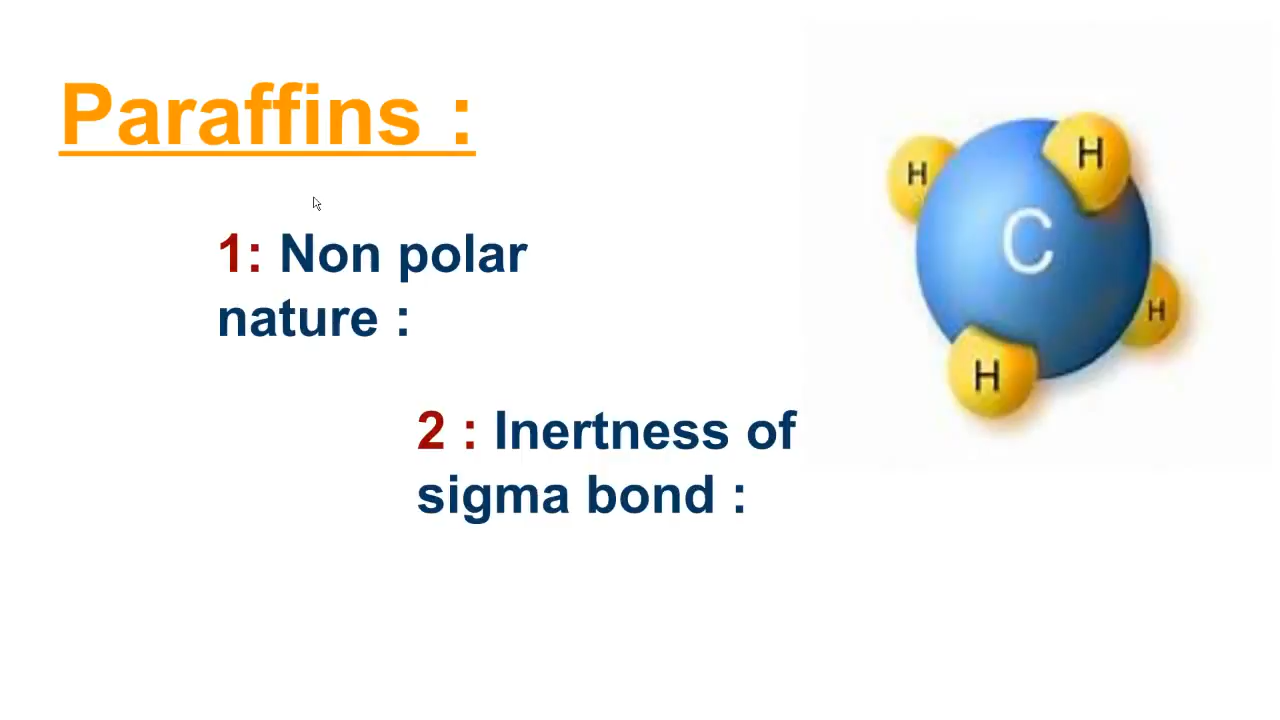 Paraffins :
1: Non polar
nature :
2 : Inertness of
sigma bond :
H
H
C
H
H